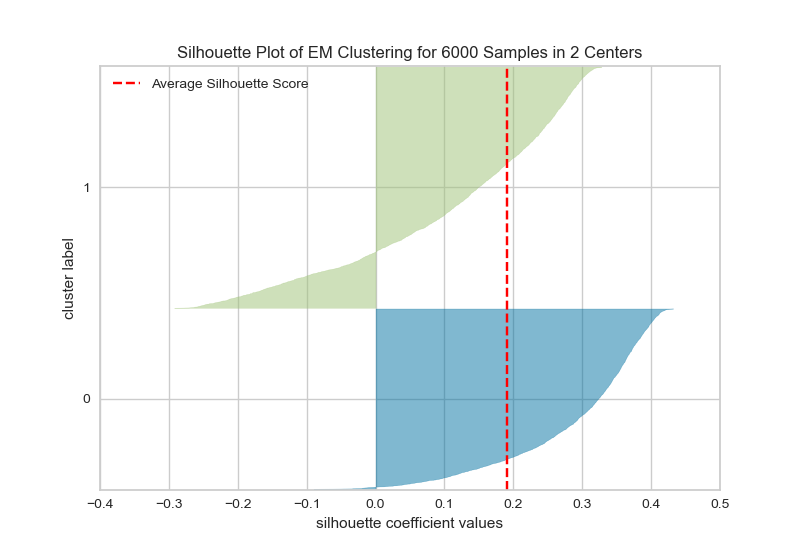 Silhouette Plot of EM Clustering for 6000 Samples in 2 Centers
Average Silhouette Score
1
cluster label
0
−0.4 −0.3 −0.2 −0.1 0.0 0.1 0.2 0.3 0.4 0.5
silhouette coefficient values